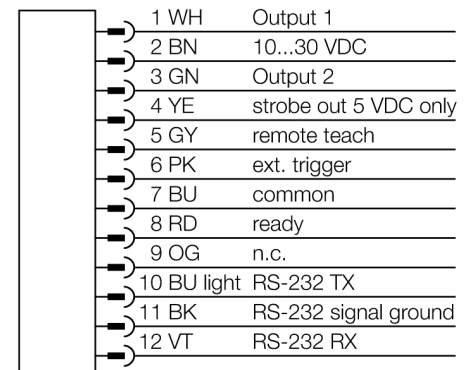 1 WH Output 1
2 BN 10...30 VDC
3 GN Output 2
4 YE strobe out 5 VDC only
5 GY remote teach
6 PK ext. trigger
7 BU common
8 RD ready
9 OG n.c.
10 BU light RS-232 TX
11 BK RS-232 signal ground
12 VT RS-232 RX